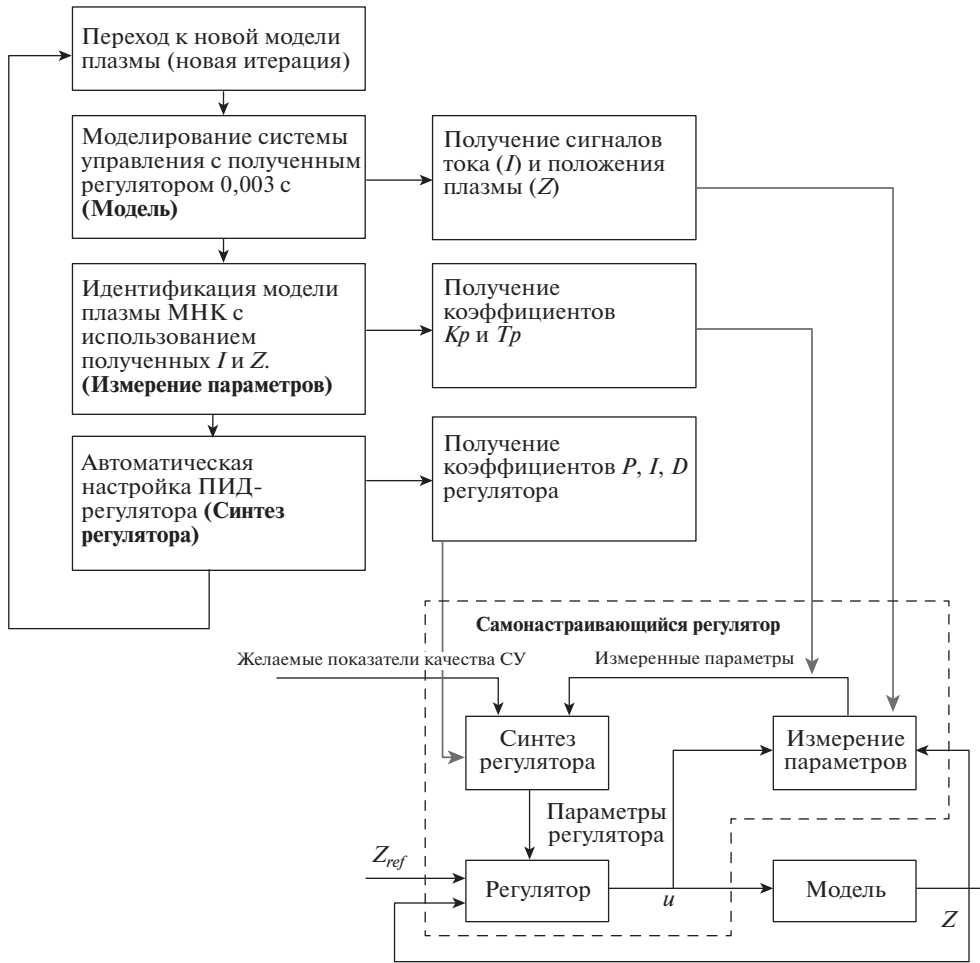 Переход к новой модели
плазмы (новая итерация)
Моделирование системы
управления с полученным
регулятором 0,003 с
(Модель)
Получение сигналов
тока (I) и положения
плазмы (Z)
Идентификация модели
плазмы МНК с
использованием
полученных I и Z.
(Измерение параметров)
Получение
коэффициентов
Kp и Tp
Автоматическая
настройка ПИД-
регулятора (Синтез
регулятора)
Получение
коэффициентов P, I, D
регулятора
Самонастраивающийся регулятор
Желаемые показатели качества СУ
Измеренные параметры
Синтез
регулятора
Измерение
параметров
Параметры
регулятора
Zref
Регулятор
u
Модель
Z